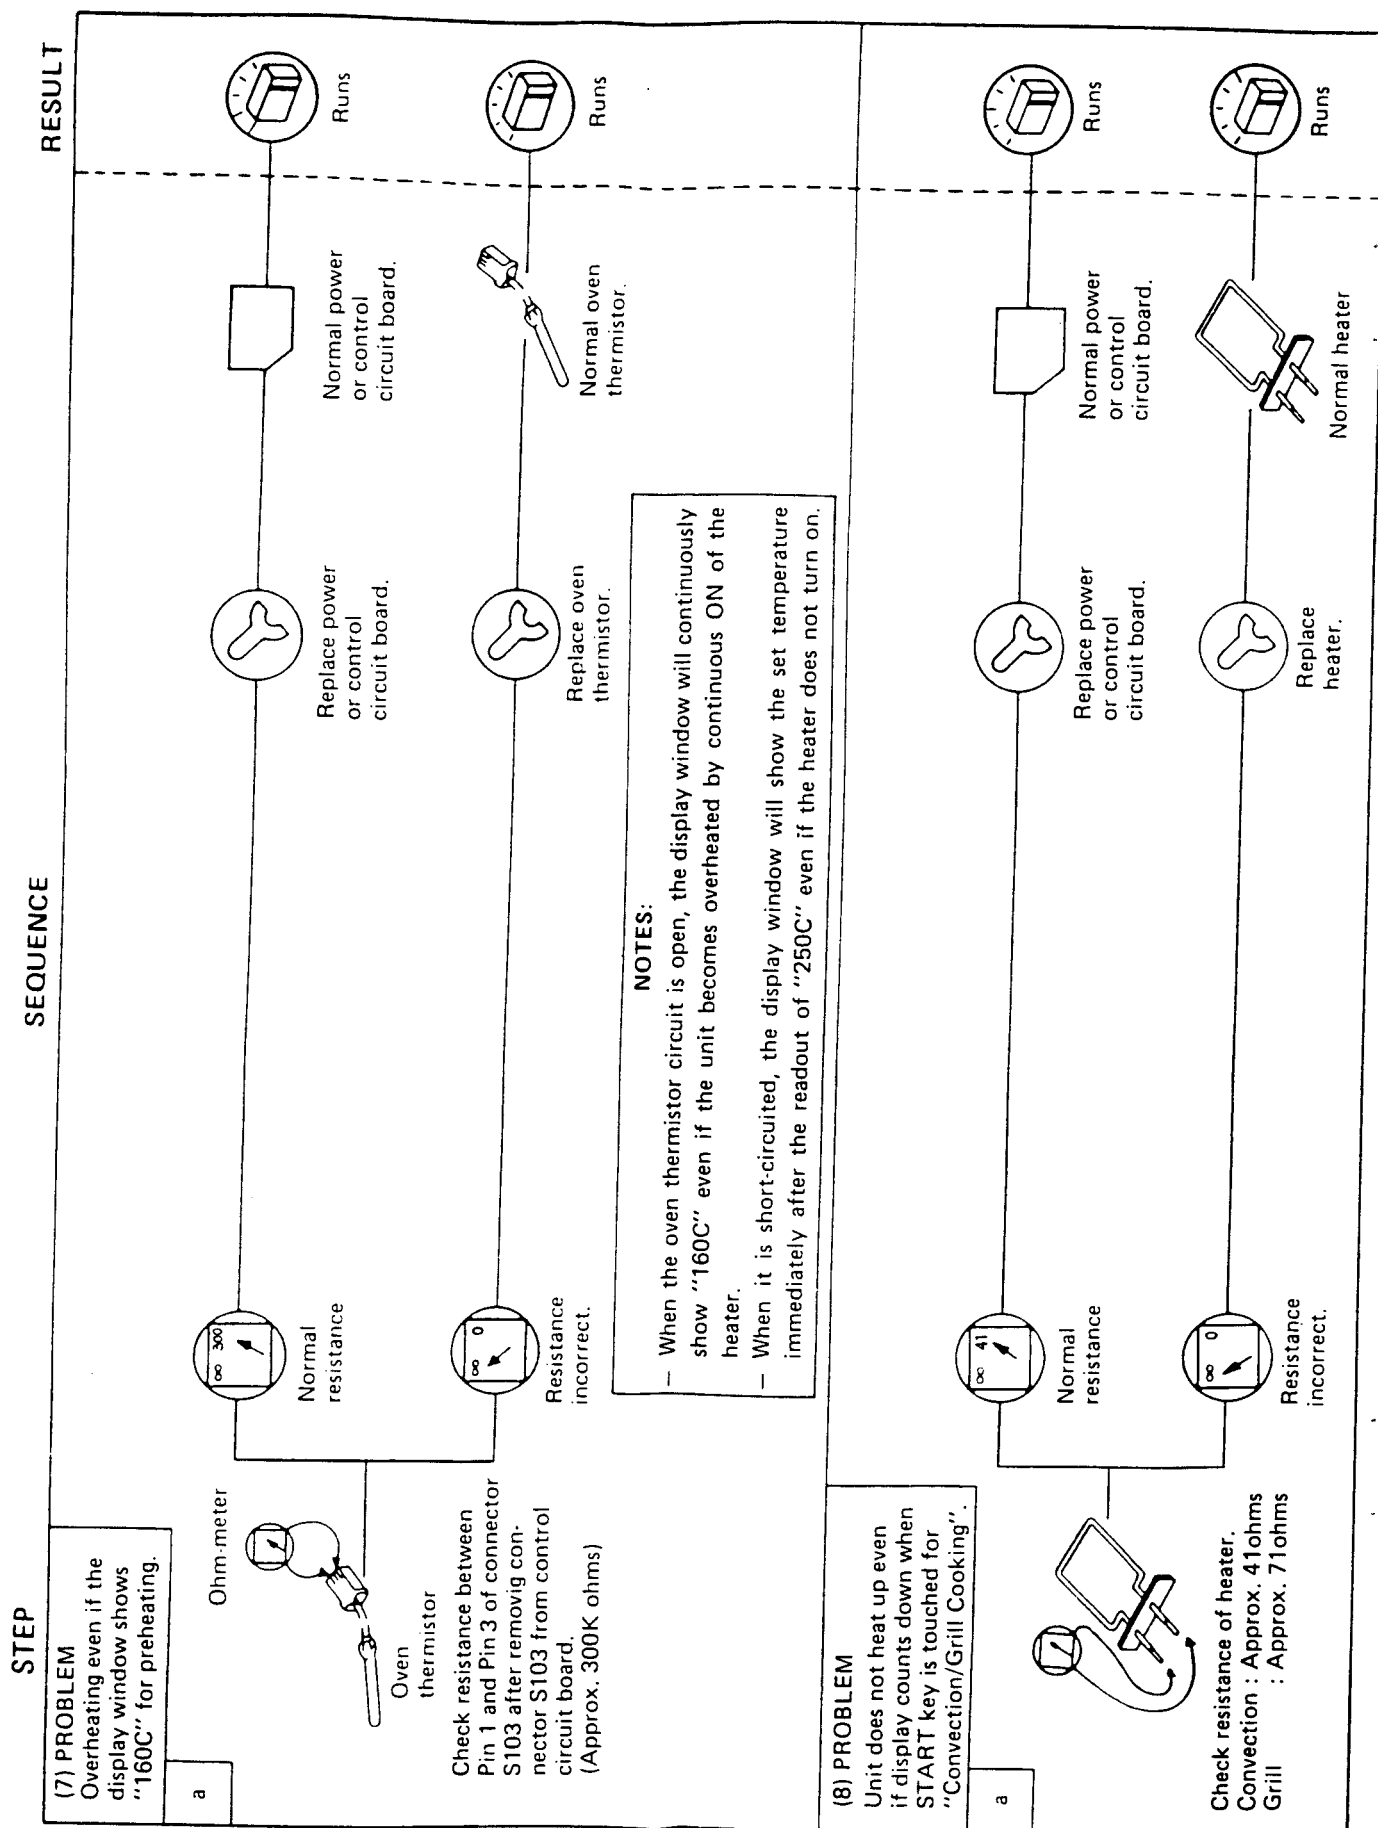 STEP
SEQUENCE
RESULT
(7) PROBLEM
Overheating even if the
display window shows
"160C" for preheating.
a
Ohm-meter
Oven
thermistor
Check resistance between
Pin 1 and Pin 3 of connector
S103 after removig con-
nector S103 from control
circuit board.
(Approx. 300K ohms)
∞ 300
Normal
resistance
Replace power
or control
circuit board.
Normal power
or control
circuit board.
Runs
∞ 0
Resistance
incorrect.
Replace oven
thermistor.
Normal oven
thermistor.
Runs
NOTES:
— When the oven thermistor circuit is open, the display window will continuously
show "160C" even if the unit becomes overheated by continuous ON of the
heater.
— When it is short-circuited, the display window will show the set temperature
immediately after the readout of "250C" even if the heater does not turn on.
(8) PROBLEM
Unit does not heat up even
if display counts down when
START key is touched for
"Convection/Grill Cooking".
a
Check resistance of heater.
Convection : Approx. 41ohms
Grill : Approx. 71ohms
∞ 41
Normal
resistance
Replace power
or control
circuit board.
Normal power
or control
circuit board.
Runs
∞ 0
Resistance
incorrect.
Replace
heater.
Normal heater
Runs